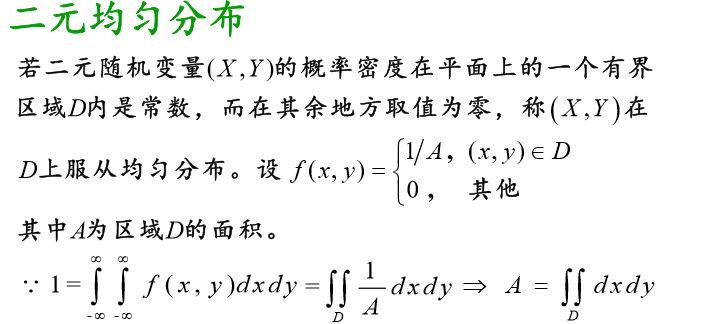 二元均匀分布
若二元随机变量(X,Y)的概率密度在平面上的一个有界
区域D内是常数，而在其余地方取值为零，称(X,Y)在
D上服从均匀分布。设 f(x,y)={1/A，(x,y)∈D
0，其他
其中A为区域D的面积。
∵ 1=∫_{-∞}^{∞}∫_{-∞}^{∞} f(x,y)dxdy=∬_D 1/A dxdy ⇒ A = ∬_D dxdy